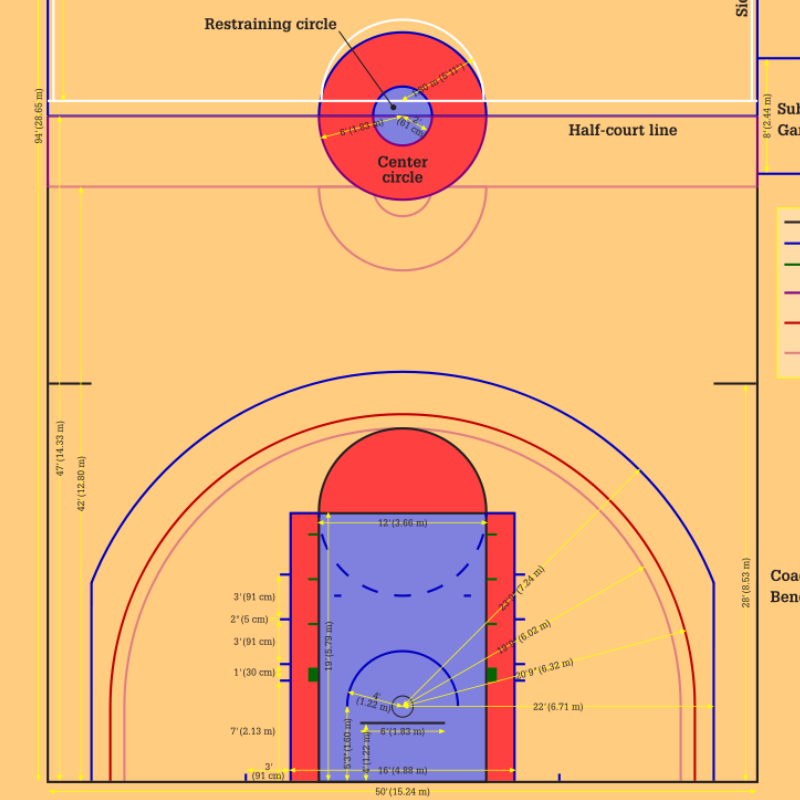 Restraining circle
Sid
1.80 m (5'11")
94' (28.65 m)
8' (2.44 m)
Sub
Gar
6' (1.83 m)
2'
(61 cm)
Half-court line
Center
circle
47' (14.33 m)
42' (12.80 m)
12' (3.66 m)
28' (8.53 m)
Coa
Ben
3' (91 cm)
2" (5 cm)
3' (91 cm)
1' (30 cm)
19' (5.79 m)
23'9" (7.24 m)
19'9" (6.02 m)
20'9" (6.32 m)
4'
(1.22 m)
22' (6.71 m)
7' (2.13 m)
6' (1.83 m)
5'3" (1.60 m)
4' (1.22 m)
3'
(91 cm)
16' (4.88 m)
50' (15.24 m)